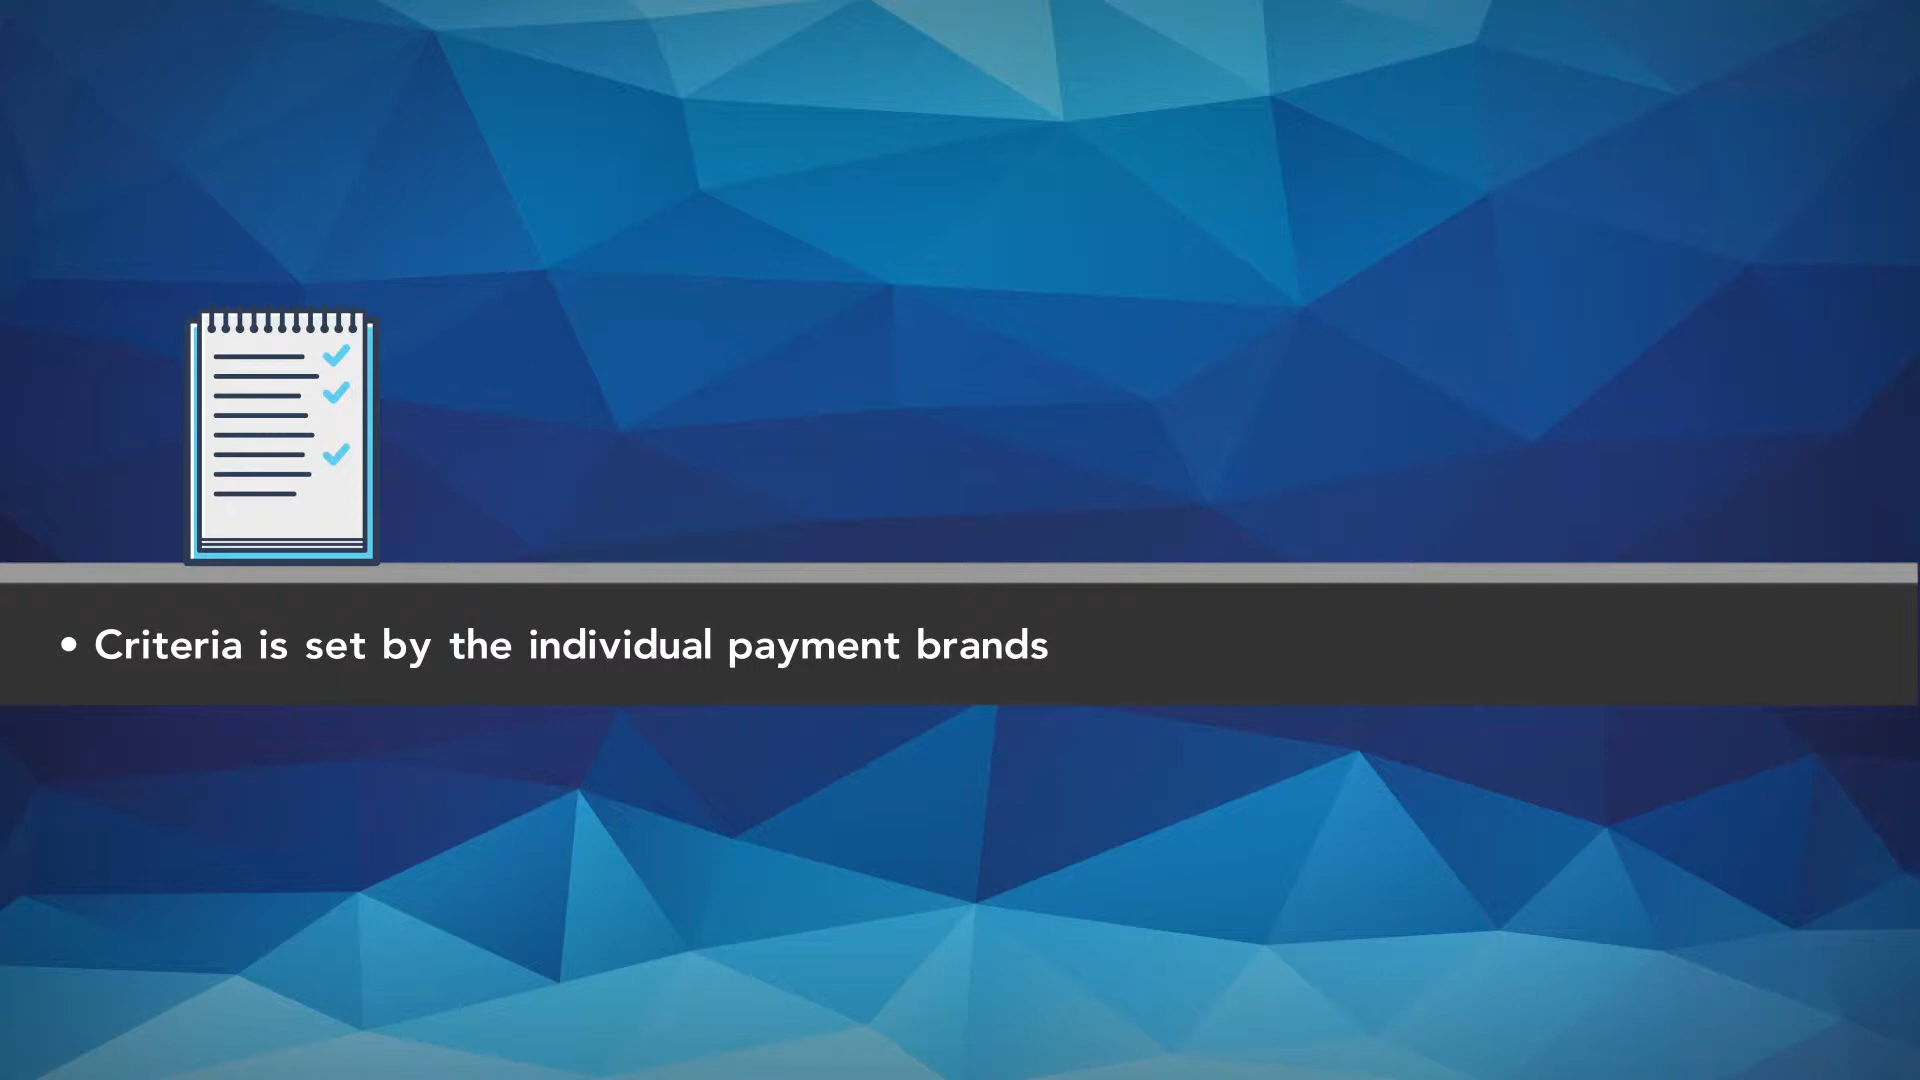 • Criteria is set by the individual payment brands